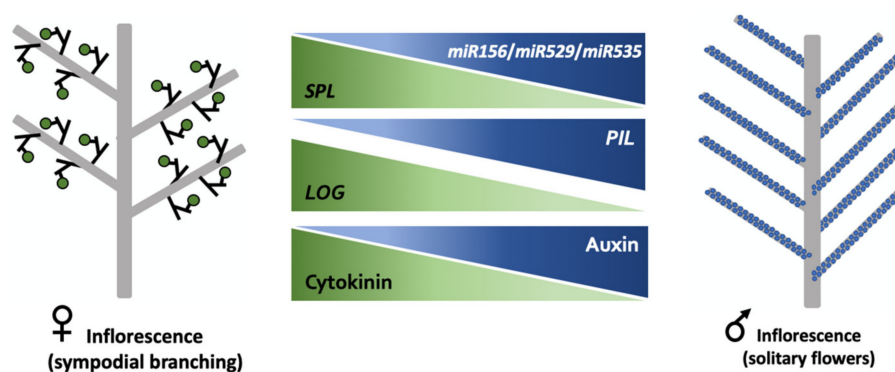 miR156/miR529/miR535
SPL
PIL
LOG
Auxin
Cytokinin
♀ Inflorescence
(sympodial branching)
♂ Inflorescence
(solitary flowers)